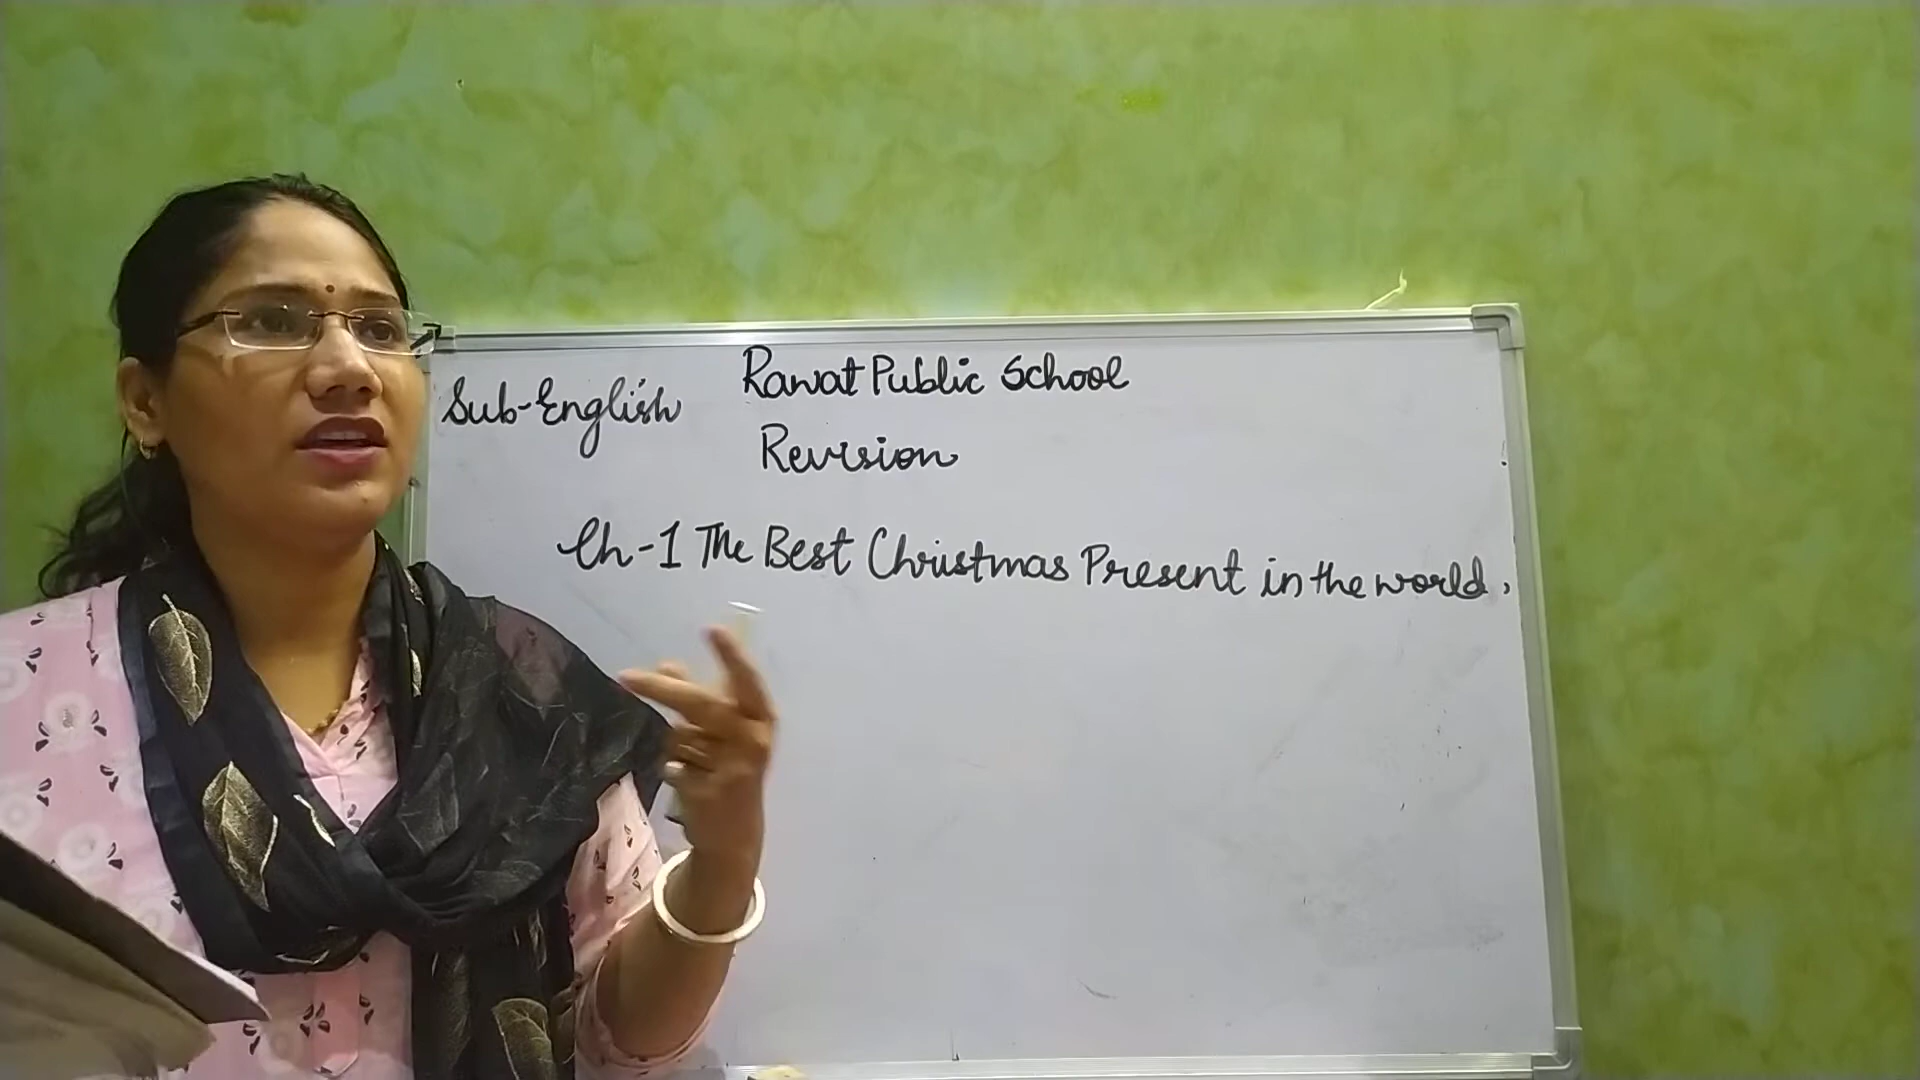 Rawat Public School
Sub-English
Revision
Ch-1 The Best Christmas Present in the world.